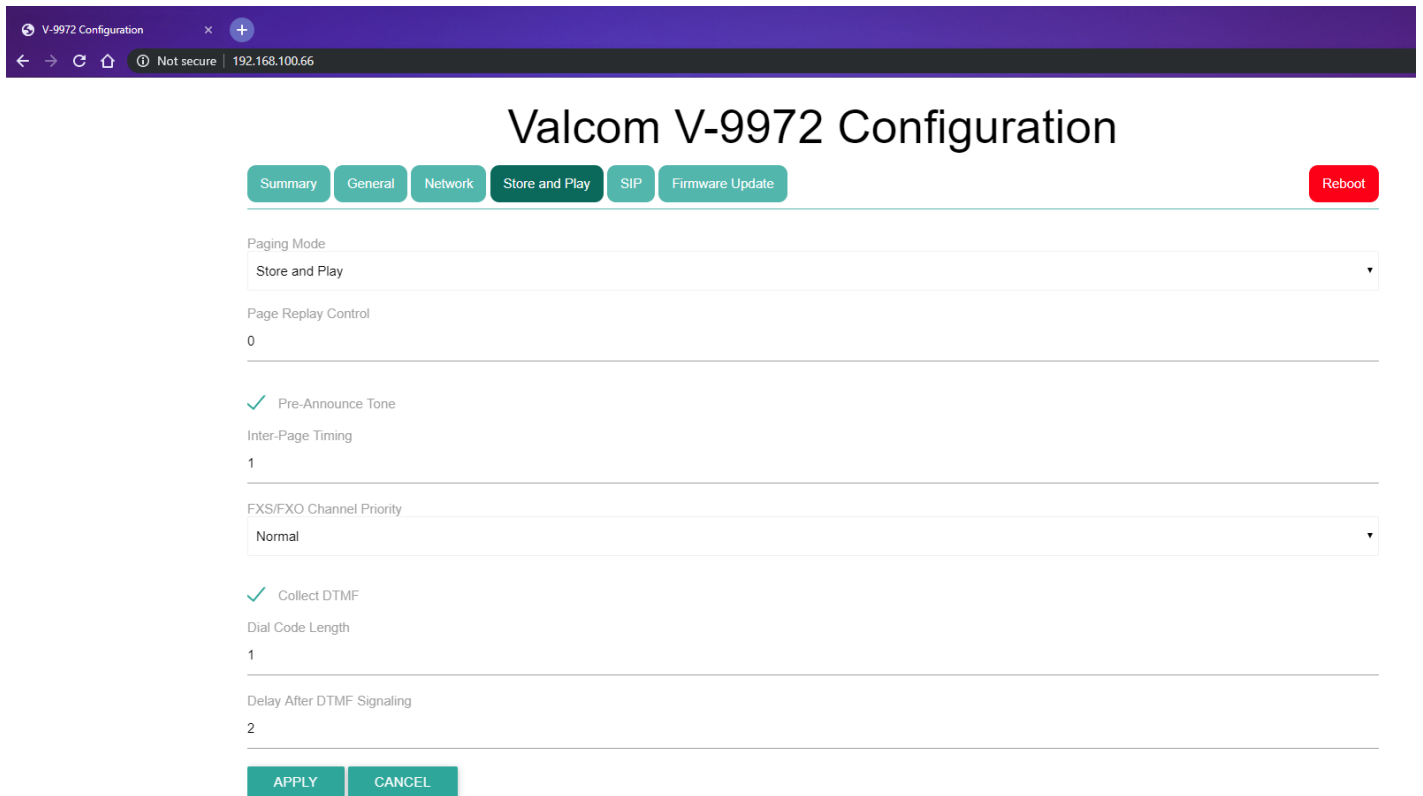 V-9972 Configuration
Not secure 192.168.100.66
Valcom V-9972 Configuration
Summary General Network Store and Play SIP Firmware Update Reboot
Paging Mode
Store and Play
Page Replay Control
0
Pre-Announce Tone
Inter-Page Timing
1
FXS/FXO Channel Priority
Normal
Collect DTMF
Dial Code Length
1
Delay After DTMF Signaling
2
APPLY CANCEL